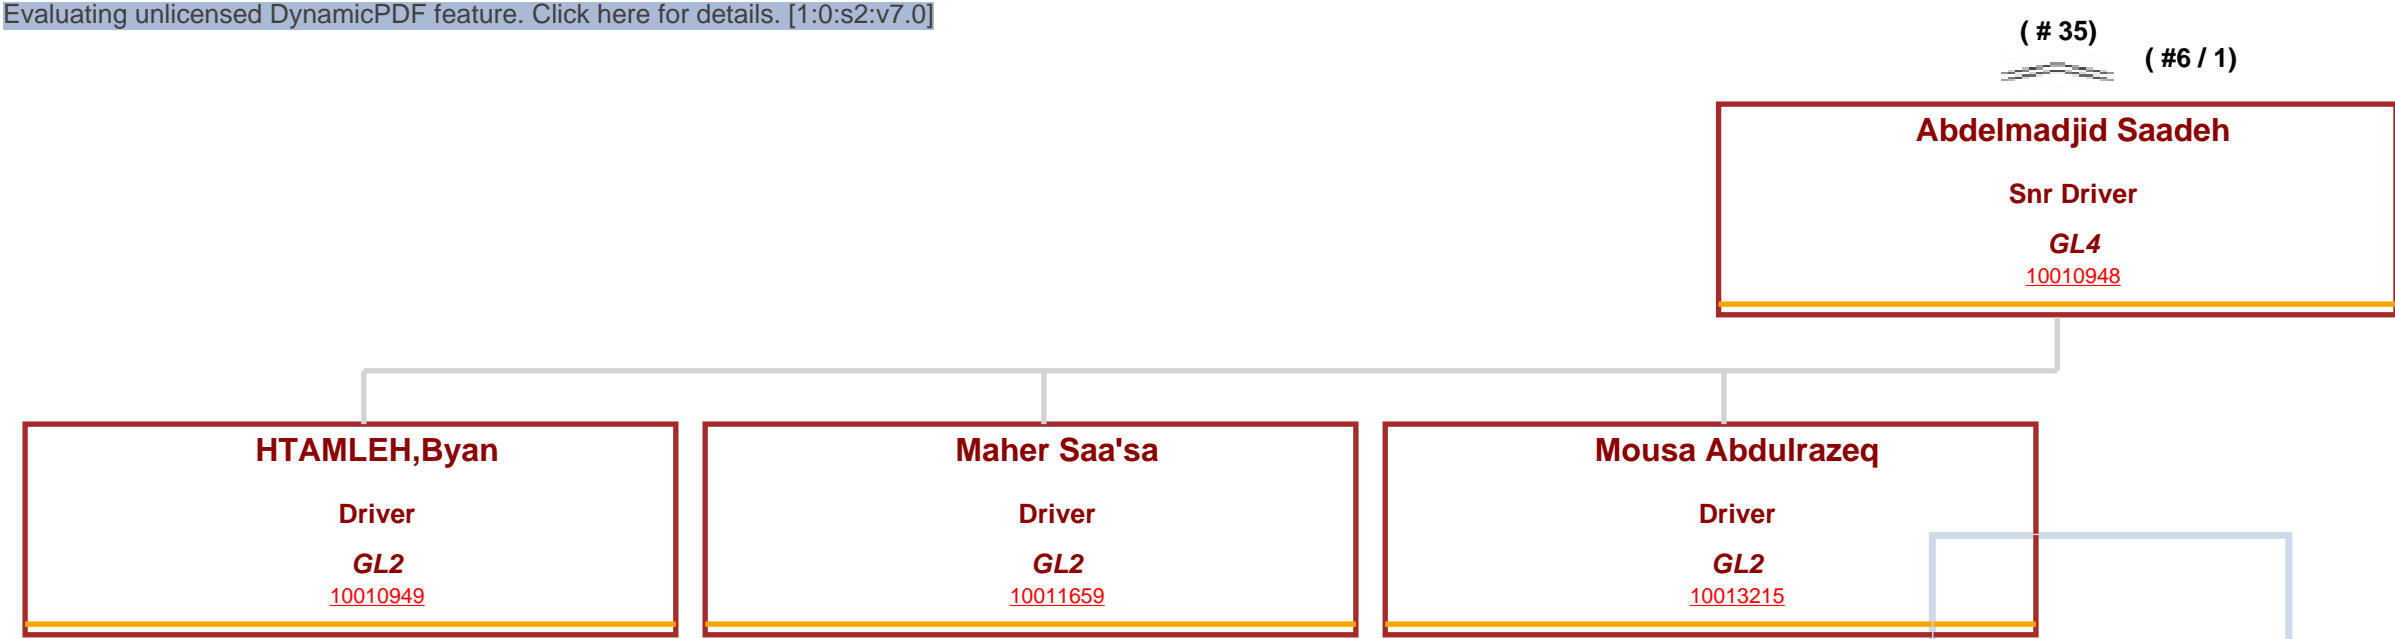 Evaluating unlicensed DynamicPDF feature. Click here for details. [1:0:s2:v7.0]
( # 35)
( #6 / 1)
Abdelmadjid Saadeh
Snr Driver
GL4
10010948
HTAMLEH,Byan
Driver
GL2
10010949
Maher Saa'sa
Driver
GL2
10011659
Mousa Abdulrazeq
Driver
GL2
10013215